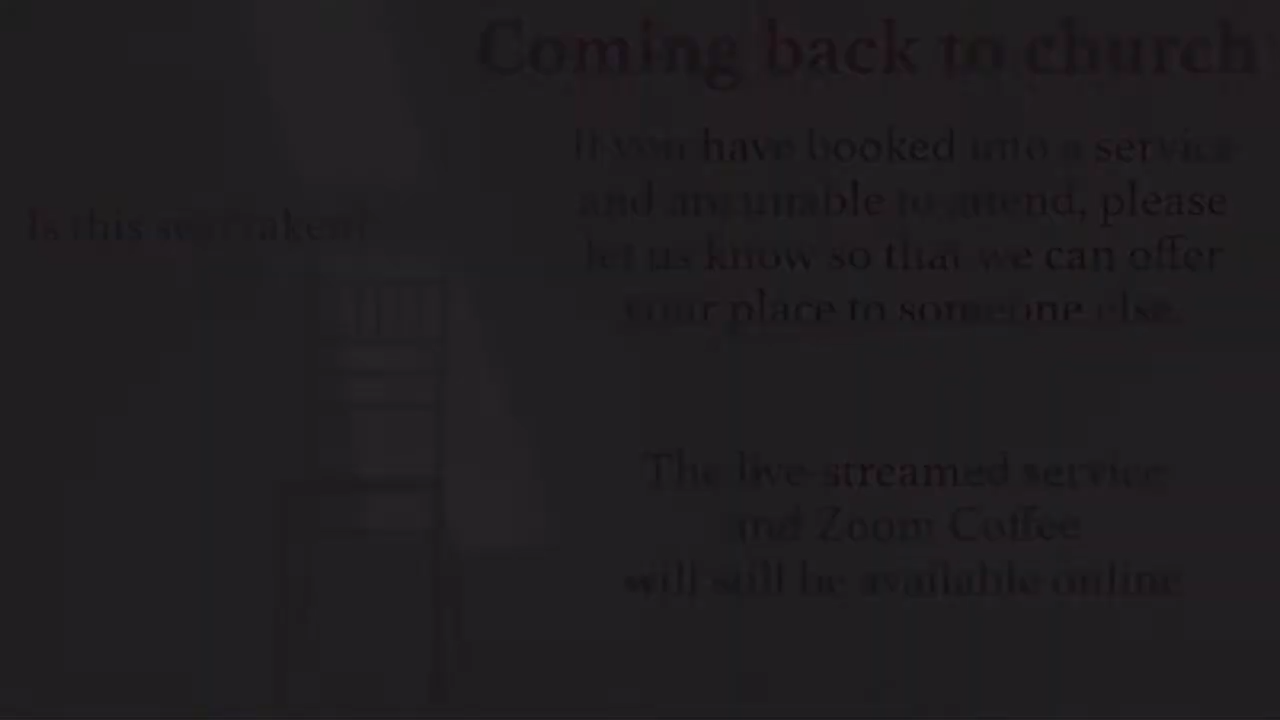 Coming back to church
Is this seat taken?
If you have booked into a service
and are unable to attend, please
let us know so that we can offer
your place to someone else.
The live-streamed service
and Zoom Coffee
will still be available online